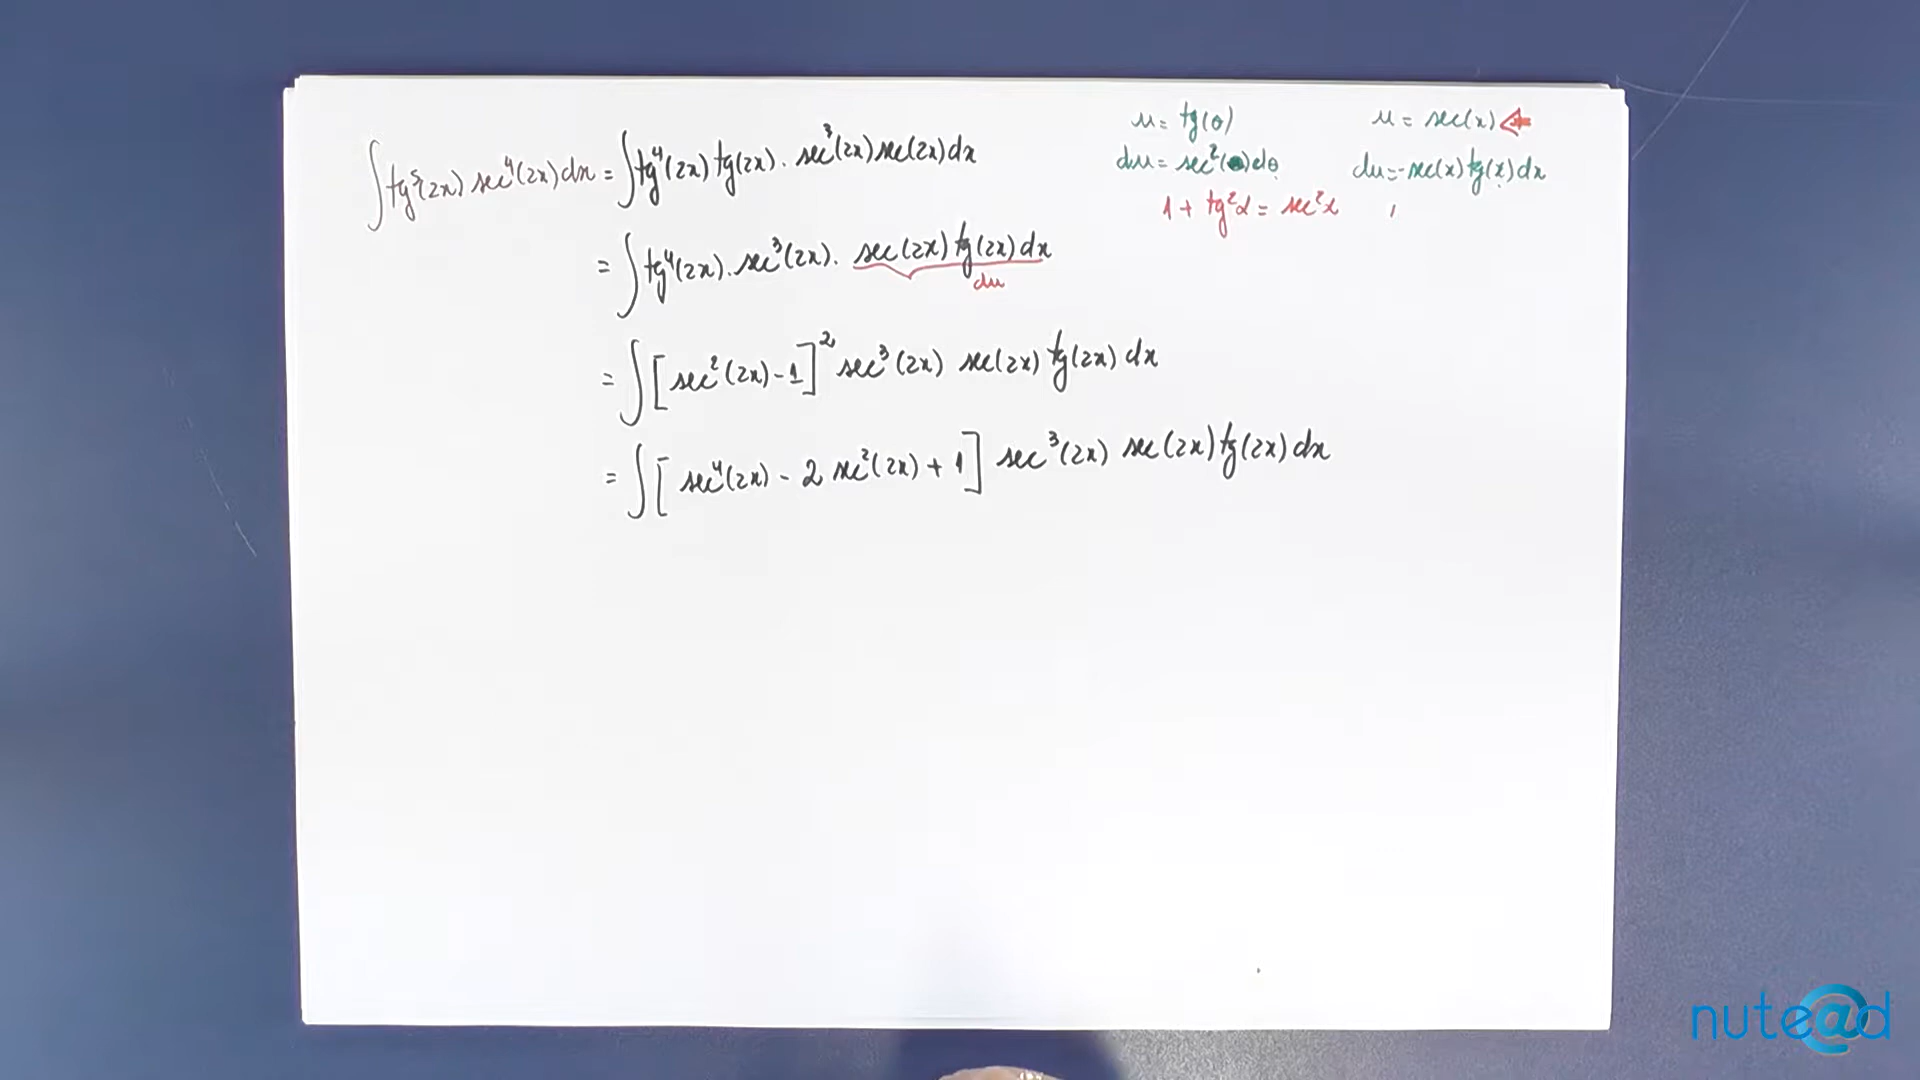 ∫tg⁵(2x) sec⁴(2x)dx = ∫tg⁴(2x) tg(2x) · sec³(2x) sec(2x)dx
= ∫tg⁴(2x) · sec³(2x) · sec(2x) tg(2x) dx
du
= ∫[sec²(2x) - 1]² sec³(2x) sec(2x) tg(2x) dx
= ∫[sec⁴(2x) - 2 sec²(2x) + 1] sec³(2x) sec(2x) tg(2x) dx
u = tg(θ)
du = sec²(θ)dθ
1 + tg²α = sec²α
u = sec(x)
du = sec(x) tg(x) dx
nute@d